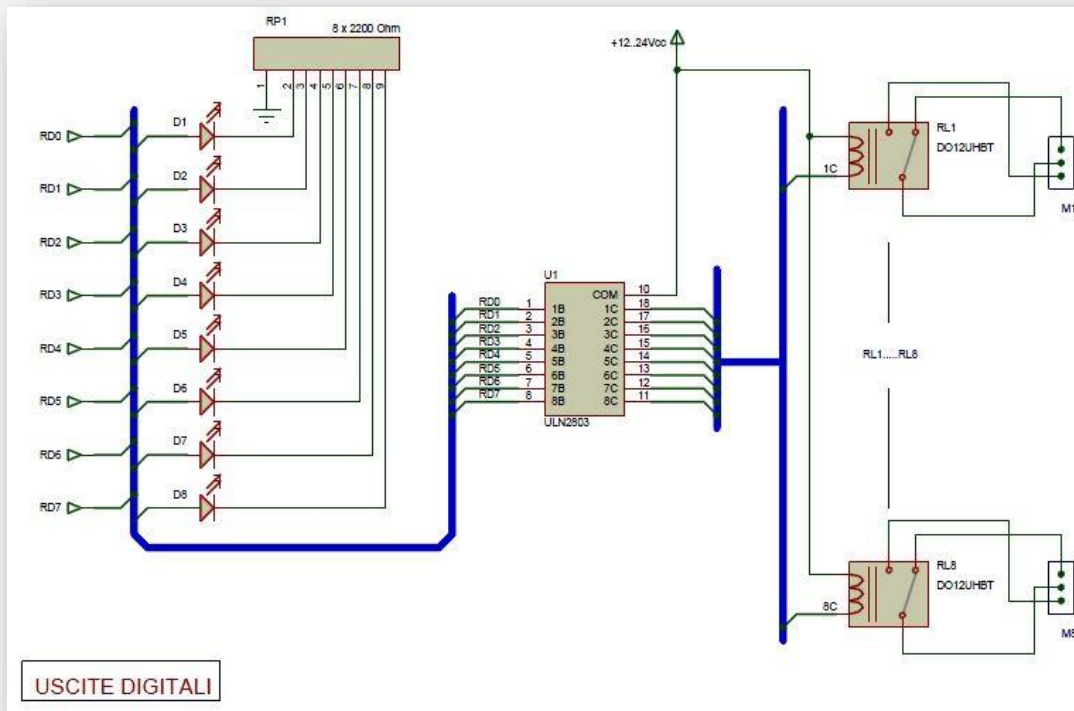 RP1
8 x 2200 Ohm
1 2 3 4 5 6 7 8 9
+12..24Vcc
RD0
D1
RD1
D2
RD2
D3
RD3
D4
RD4
D5
RD5
D6
RD6
D7
RD7
D8
U1
COM 10
RD0 1 1B 1C 18
RD1 2 2B 2C 17
RD2 3 3B 3C 16
RD3 4 4B 4C 15
RD4 5 5B 5C 14
RD5 6 6B 6C 13
RD6 7 7B 7C 12
RD7 8 8B 8C 11
ULN2803
RL1
DO12UHBT
1C
M1
RL1.....RL8
RL8
DO12UHBT
8C
USCITE DIGITALI